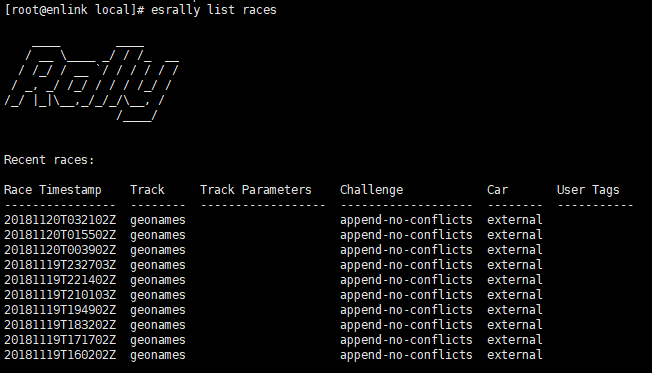 [root@enlink local]# esrally list races
    ____        ____
   / __ \____ _/ / /_  __
  / /_/ / __ `/ / / / / /
 / _, _/ /_/ / / / /_/ /
/_/ |_|\__,_/_/_/\__, /
                /____/
Recent races:
Race Timestamp    Track     Track Parameters    Challenge            Car       User Tags
----------------  --------  ------------------  -------------------  --------  -----------
20181120T032102Z  geonames                      append-no-conflicts  external
20181120T015502Z  geonames                      append-no-conflicts  external
20181120T003902Z  geonames                      append-no-conflicts  external
20181119T232703Z  geonames                      append-no-conflicts  external
20181119T221402Z  geonames                      append-no-conflicts  external
20181119T210103Z  geonames                      append-no-conflicts  external
20181119T194902Z  geonames                      append-no-conflicts  external
20181119T183202Z  geonames                      append-no-conflicts  external
20181119T171702Z  geonames                      append-no-conflicts  external
20181119T160202Z  geonames                      append-no-conflicts  external